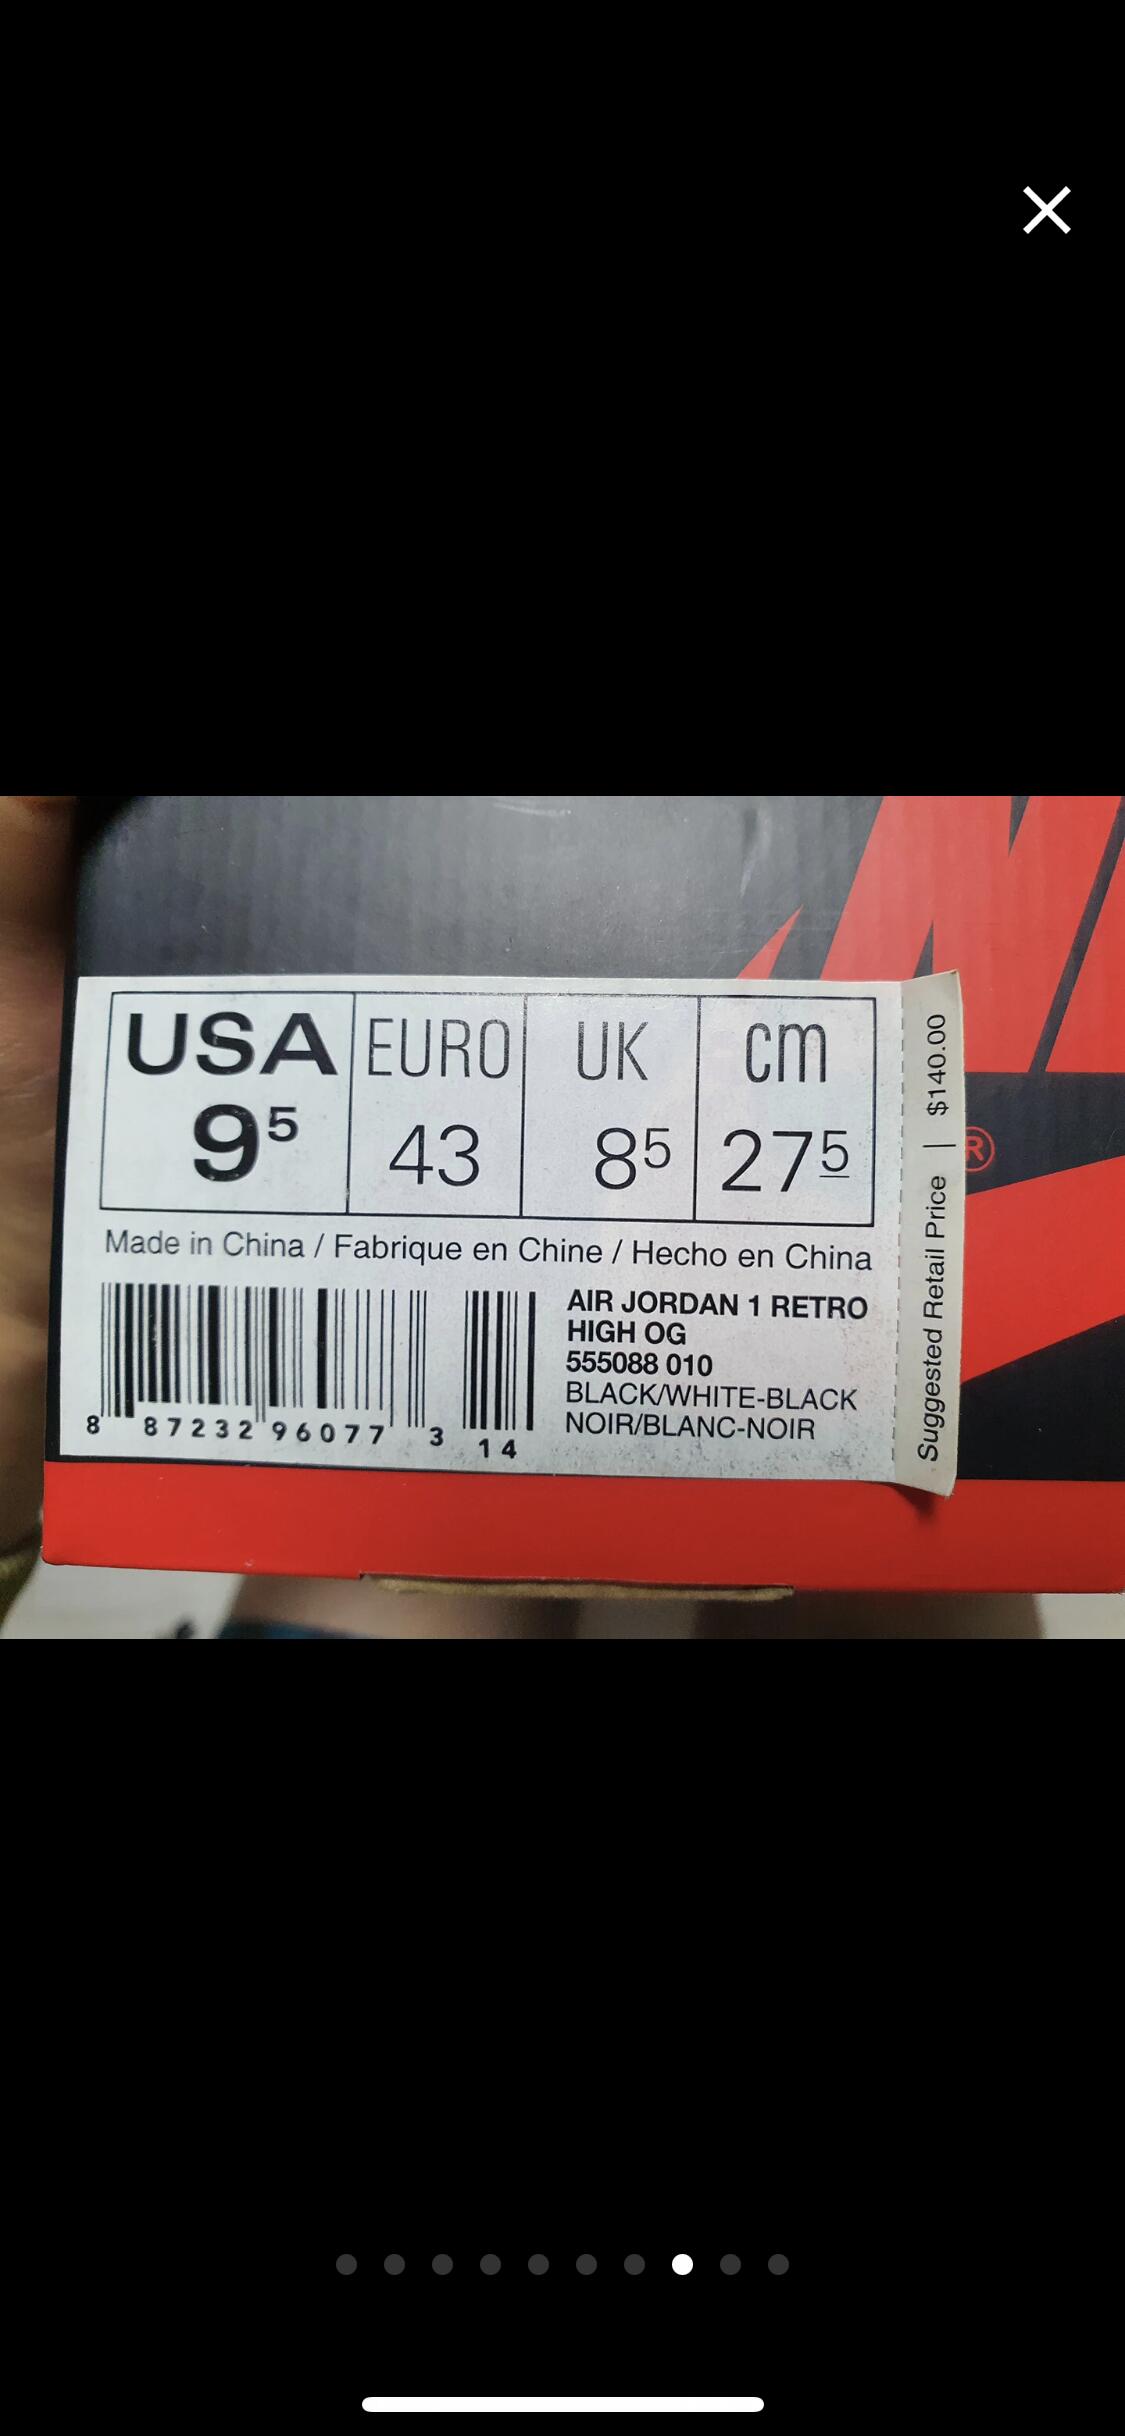 USA EURO UK cm
9⁵ 43 8⁵ 27⁵
Made in China / Fabrique en Chine / Hecho en China
8 87232 96077 3 14
AIR JORDAN 1 RETRO
HIGH OG
555088 010
BLACK/WHITE-BLACK
NOIR/BLANC-NOIR
Suggested Retail Price | $140.00
®